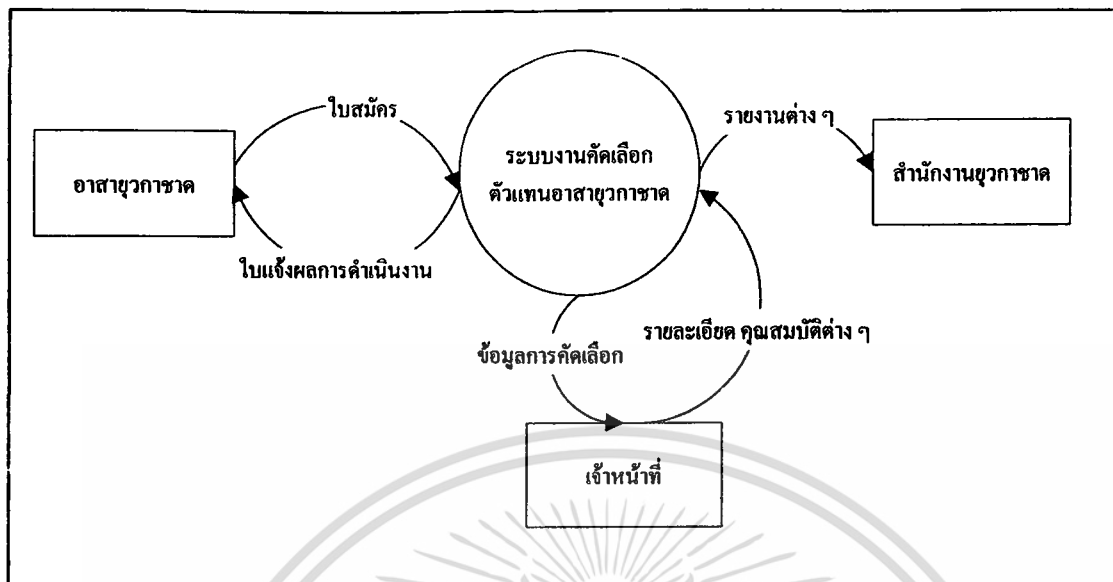 ใบสมัคร
รายงานต่าง ๆ
อาสายุวกาชาด
ระบบงานคัดเลือก
ตัวแทนอาสายุวกาชาด
สำนักงานยุวกาชาด
ใบแจ้งผลการดำเนินงาน
ข้อมูลการคัดเลือก
รายละเอียด คุณสมบัติต่าง ๆ
เจ้าหน้าที่